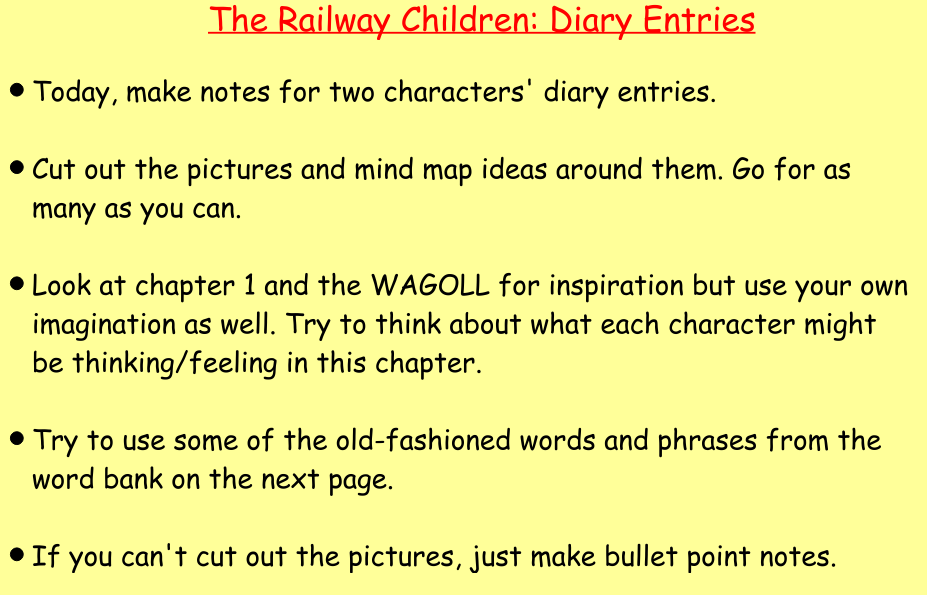 The Railway Children: Diary Entries
• Today, make notes for two characters' diary entries.
• Cut out the pictures and mind map ideas around them. Go for as
many as you can.
• Look at chapter 1 and the WAGOLL for inspiration but use your own
imagination as well. Try to think about what each character might
be thinking/feeling in this chapter.
• Try to use some of the old-fashioned words and phrases from the
word bank on the next page.
• If you can't cut out the pictures, just make bullet point notes.